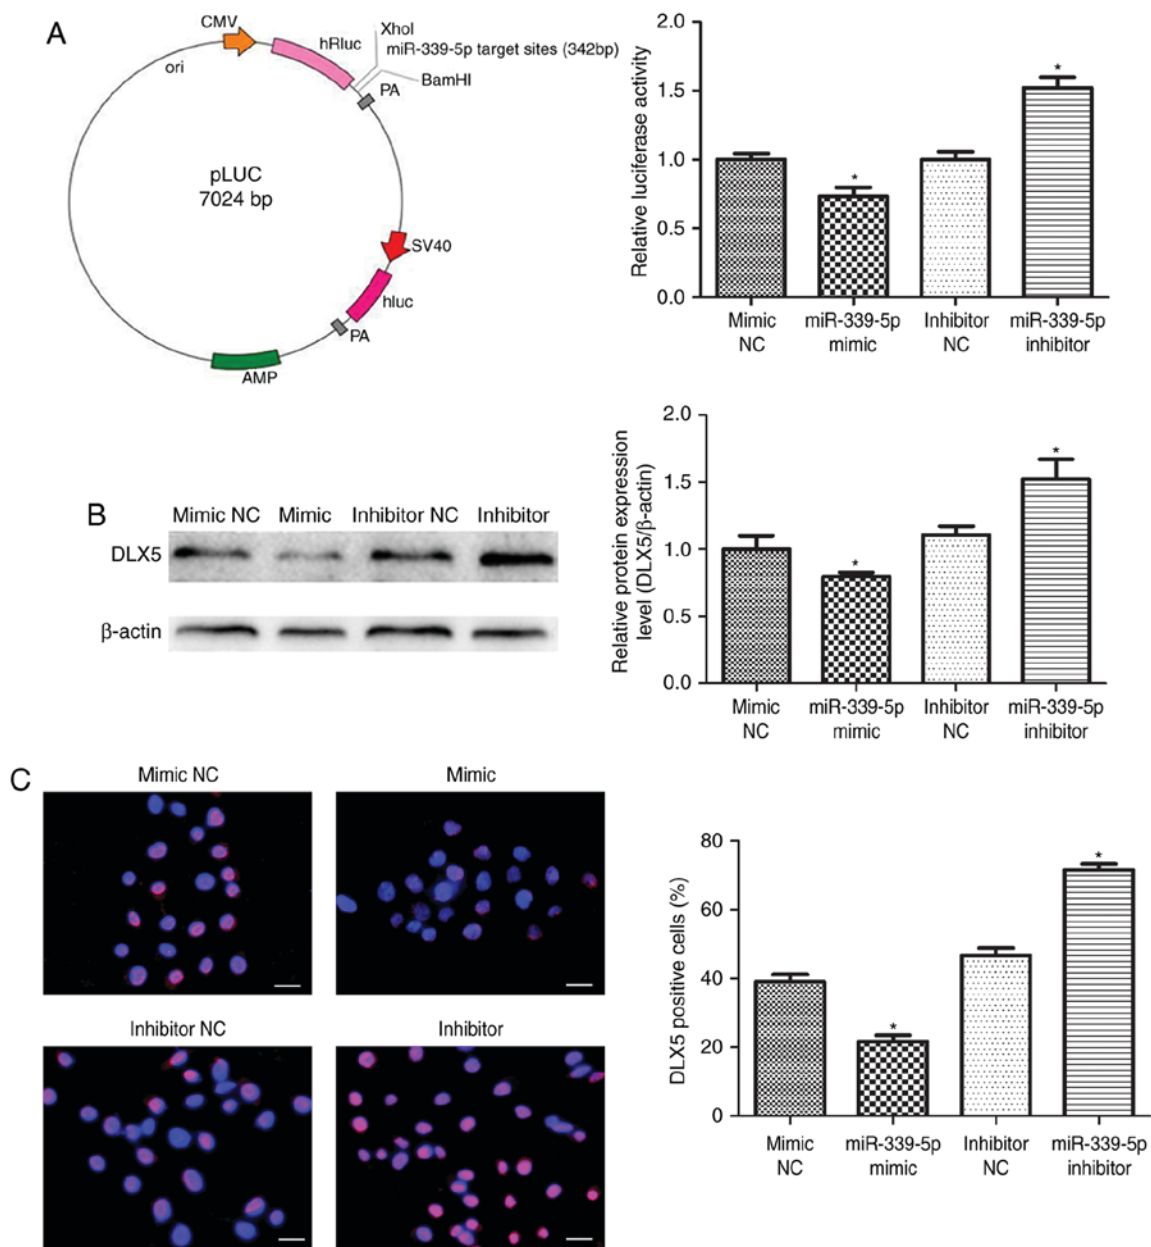 A
CMV
hRluc
XhoI
miR-339-5p target sites (342bp)
BamHI
PA
ori
pLUC
7024 bp
SV40
hluc
PA
AMP
Relative luciferase activity
2.0
1.5
1.0
0.5
0.0
*
*
Mimic NC
miR-339-5p mimic
Inhibitor NC
miR-339-5p inhibitor
B
Mimic NC Mimic Inhibitor NC Inhibitor
DLX5
β-actin
Relative protein expression
level (DLX5/β-actin)
2.0
1.5
1.0
0.5
0.0
*
*
Mimic NC
miR-339-5p mimic
Inhibitor NC
miR-339-5p inhibitor
C
Mimic NC
Mimic
Inhibitor NC
Inhibitor
DLX5 positive cells (%)
80
60
40
20
0
*
*
Mimic NC
miR-339-5p mimic
Inhibitor NC
miR-339-5p inhibitor